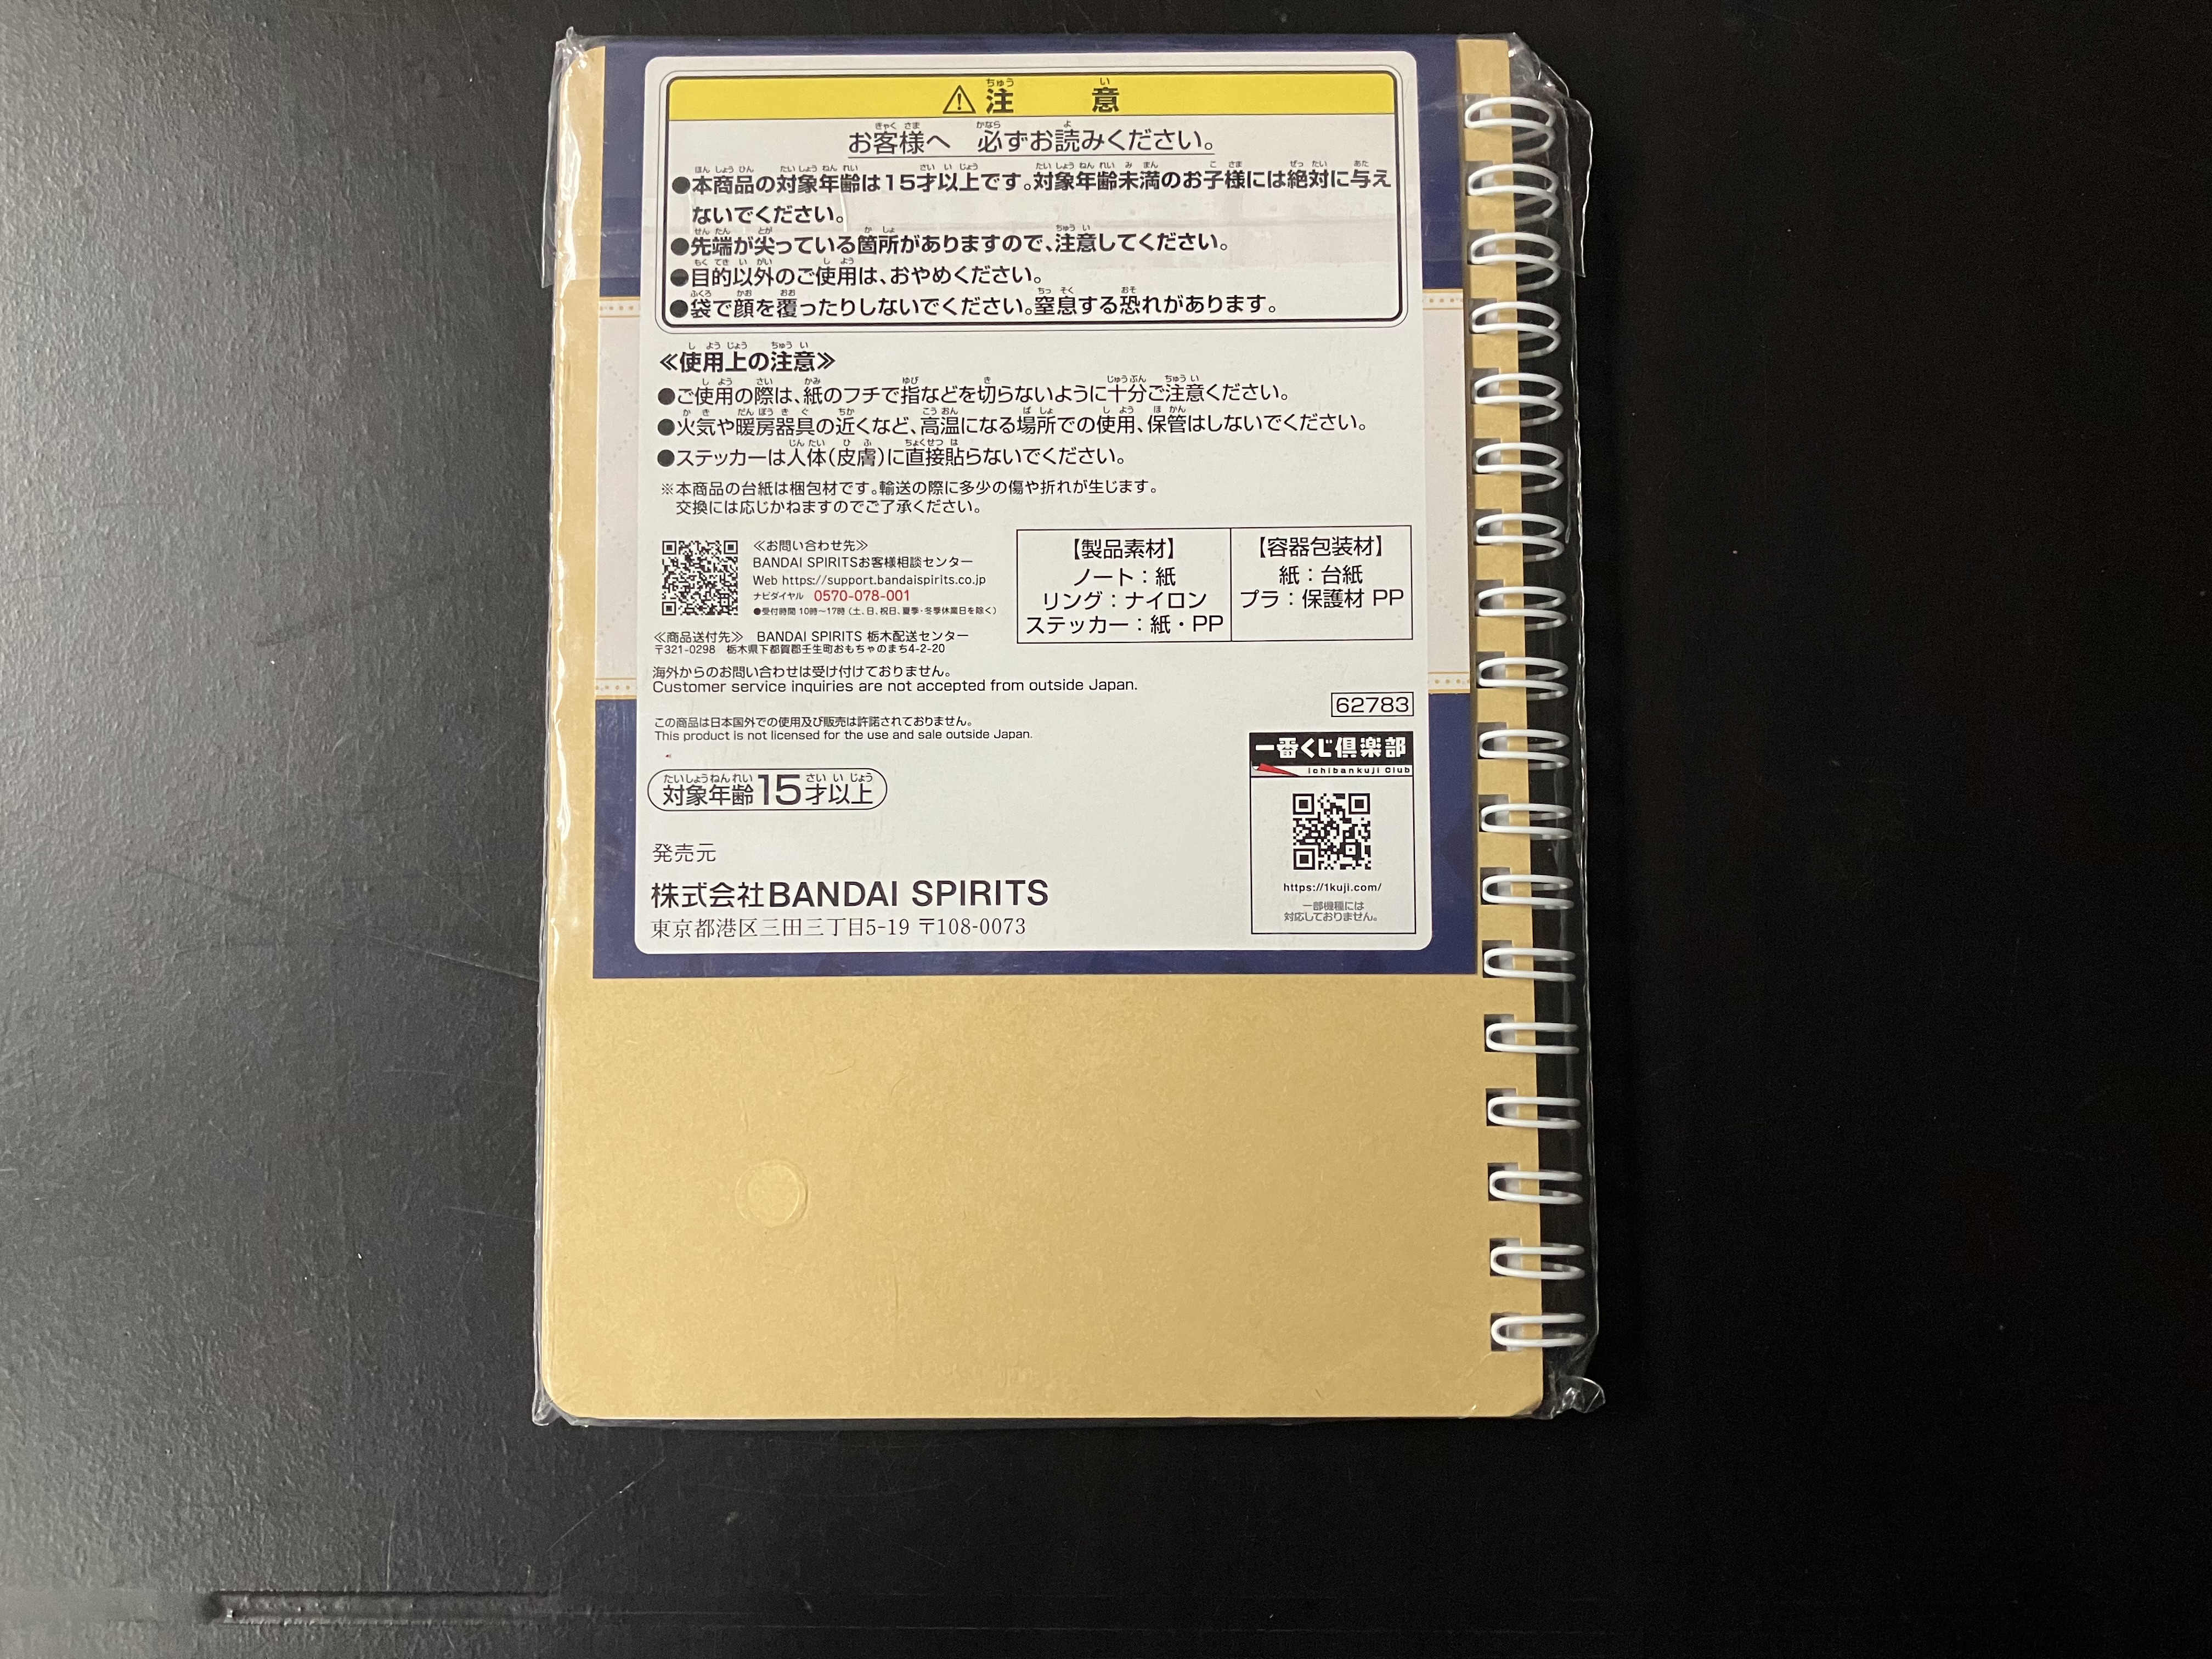 ⚠注意
お客様へ 必ずお読みください。
●本商品の対象年齢は15才以上です。対象年齢未満のお子様には絶対に与え
ないでください。
●先端が尖っている箇所がありますので、注意してください。
●目的以外のご使用は、おやめください。
●袋で顔を覆ったりしないでください。窒息する恐れがあります。
≪使用上の注意≫
●ご使用の際は、紙のフチで指などを切らないように十分ご注意ください。
●火気や暖房器具の近くなど、高温になる場所での使用、保管はしないでください。
●ステッカーは人体(皮膚)に直接貼らないでください。
※本商品の台紙は梱包材です。輸送の際に多少の傷や折れが生じます。
交換には応じかねますのでご了承ください。
≪お問い合わせ先≫
BANDAI SPIRITSお客様相談センター
Web https://support.bandaispirits.co.jp
ナビダイヤル 0570-078-001
●受付時間 10時～17時 (土、日、祝日、夏季・冬季休業日を除く)
≪商品送付先≫ BANDAI SPIRITS 栃木配送センター
〒321-0298 栃木県下都賀郡壬生町おもちゃのまち4-2-20
【製品素材】
ノート：紙
リング：ナイロン
ステッカー：紙・PP
【容器包装材】
紙：台紙
プラ：保護材 PP
海外からのお問い合わせは受け付けておりません。
Customer service inquiries are not accepted from outside Japan.
62783
この商品は日本国外での使用及び販売は許諾されておりません。
This product is not licensed for the use and sale outside Japan.
対象年齢15才以上
発売元
株式会社BANDAI SPIRITS
東京都港区三田三丁目5-19 〒108-0073
一番くじ倶楽部
Ichibankuji Club
https://1kuji.com/
一部機種には
対応しておりません。